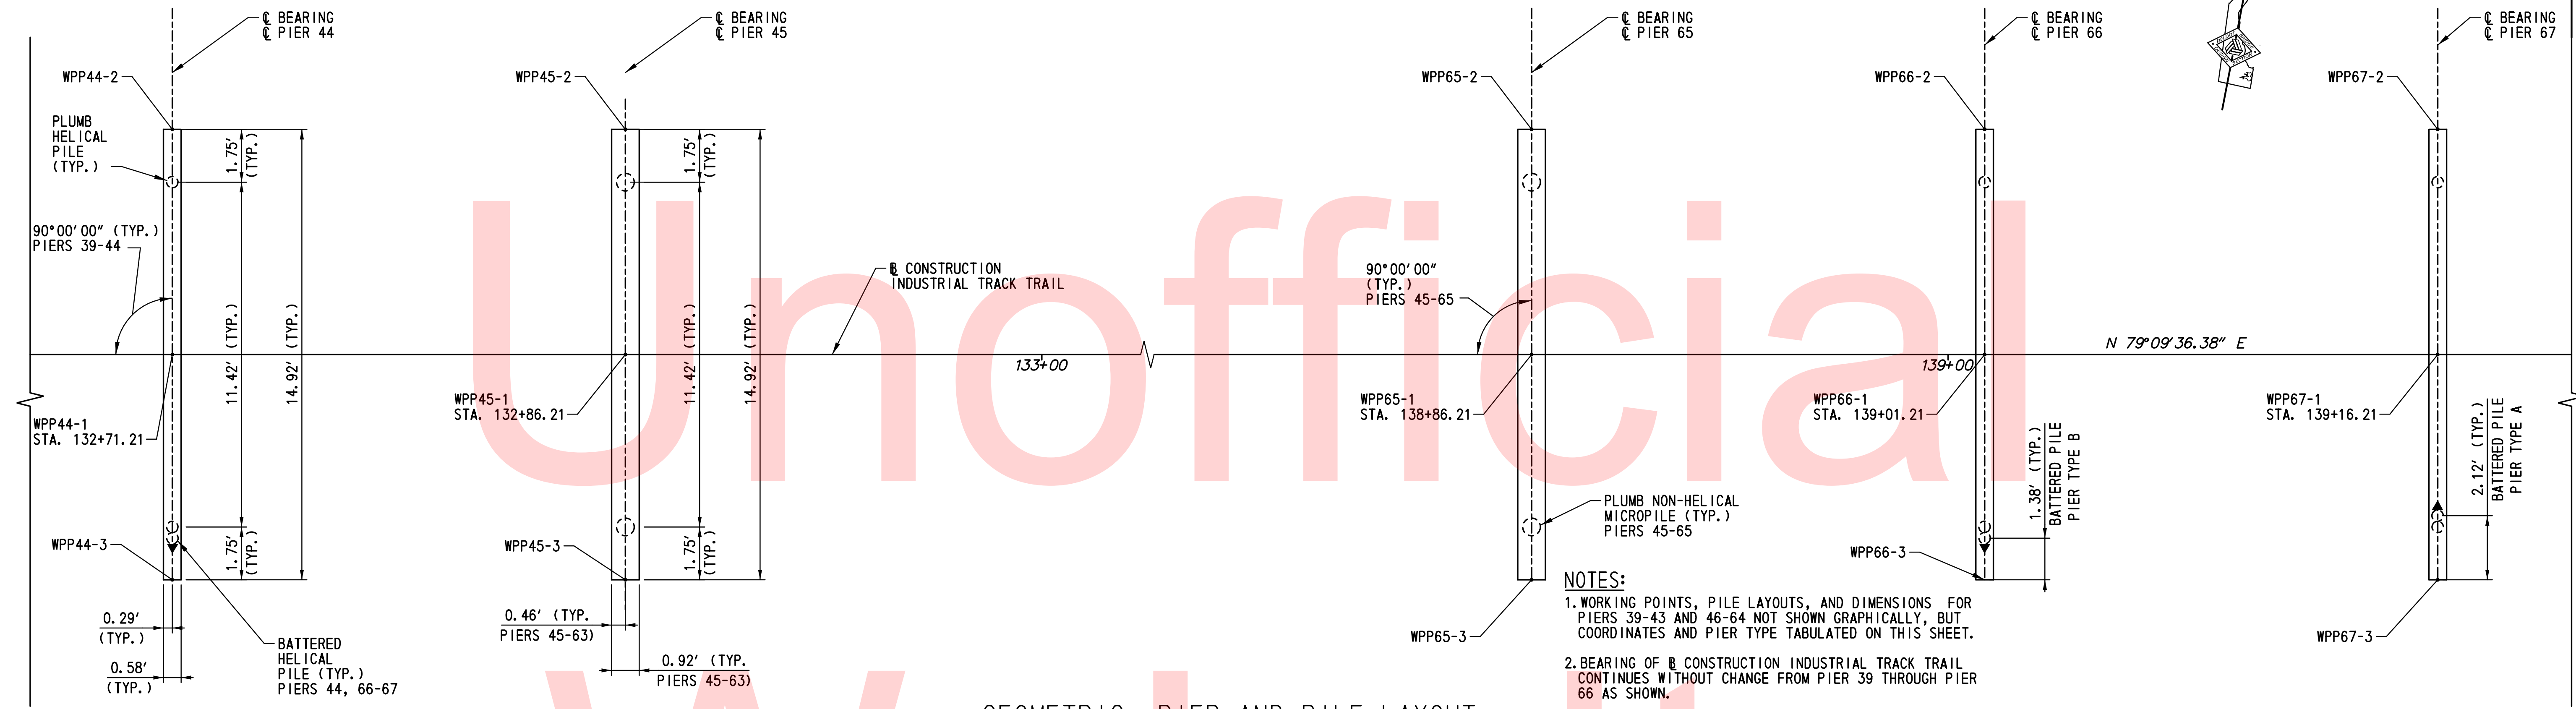 ℄ BEARING
℄ PIER 44
℄ BEARING
℄ PIER 45
℄ BEARING
℄ PIER 65
℄ BEARING
℄ PIER 66
℄ BEARING
℄ PIER 67
WPP44-2
WPP45-2
WPP65-2
WPP66-2
WPP67-2
PLUMB
HELICAL
PILE
(TYP.)
1.75'
(TYP.)
1.75'
(TYP.)
90°00'00" (TYP.)
PIERS 39-44
11.42' (TYP.)
14.92' (TYP.)
11.42' (TYP.)
14.92' (TYP.)
B CONSTRUCTION
INDUSTRIAL TRACK TRAIL
90°00'00"
(TYP.)
PIERS 45-65
133+00
139+00
N 79°09'36.38" E
WPP44-1
STA. 132+71.21
WPP45-1
STA. 132+86.21
WPP65-1
STA. 138+86.21
WPP66-1
STA. 139+01.21
WPP67-1
STA. 139+16.21
1.38' (TYP.)
BATTERED PILE
PIER TYPE B
2.12' (TYP.)
BATTERED PILE
PIER TYPE A
PLUMB NON-HELICAL
MICROPILE (TYP.)
PIERS 45-65
WPP44-3
WPP45-3
WPP65-3
WPP66-3
WPP67-3
1.75'
(TYP.)
1.75'
(TYP.)
0.29'
(TYP.)
0.58'
(TYP.)
BATTERED
HELICAL
PILE (TYP.)
PIERS 44, 66-67
0.46' (TYP.
PIERS 45-63)
0.92' (TYP.
PIERS 45-63)
NOTES:
1. WORKING POINTS, PILE LAYOUTS, AND DIMENSIONS FOR
PIERS 39-43 AND 46-64 NOT SHOWN GRAPHICALLY, BUT
COORDINATES AND PIER TYPE TABULATED ON THIS SHEET.
2. BEARING OF B CONSTRUCTION INDUSTRIAL TRACK TRAIL
CONTINUES WITHOUT CHANGE FROM PIER 39 THROUGH PIER
66 AS SHOWN.
Unofficial